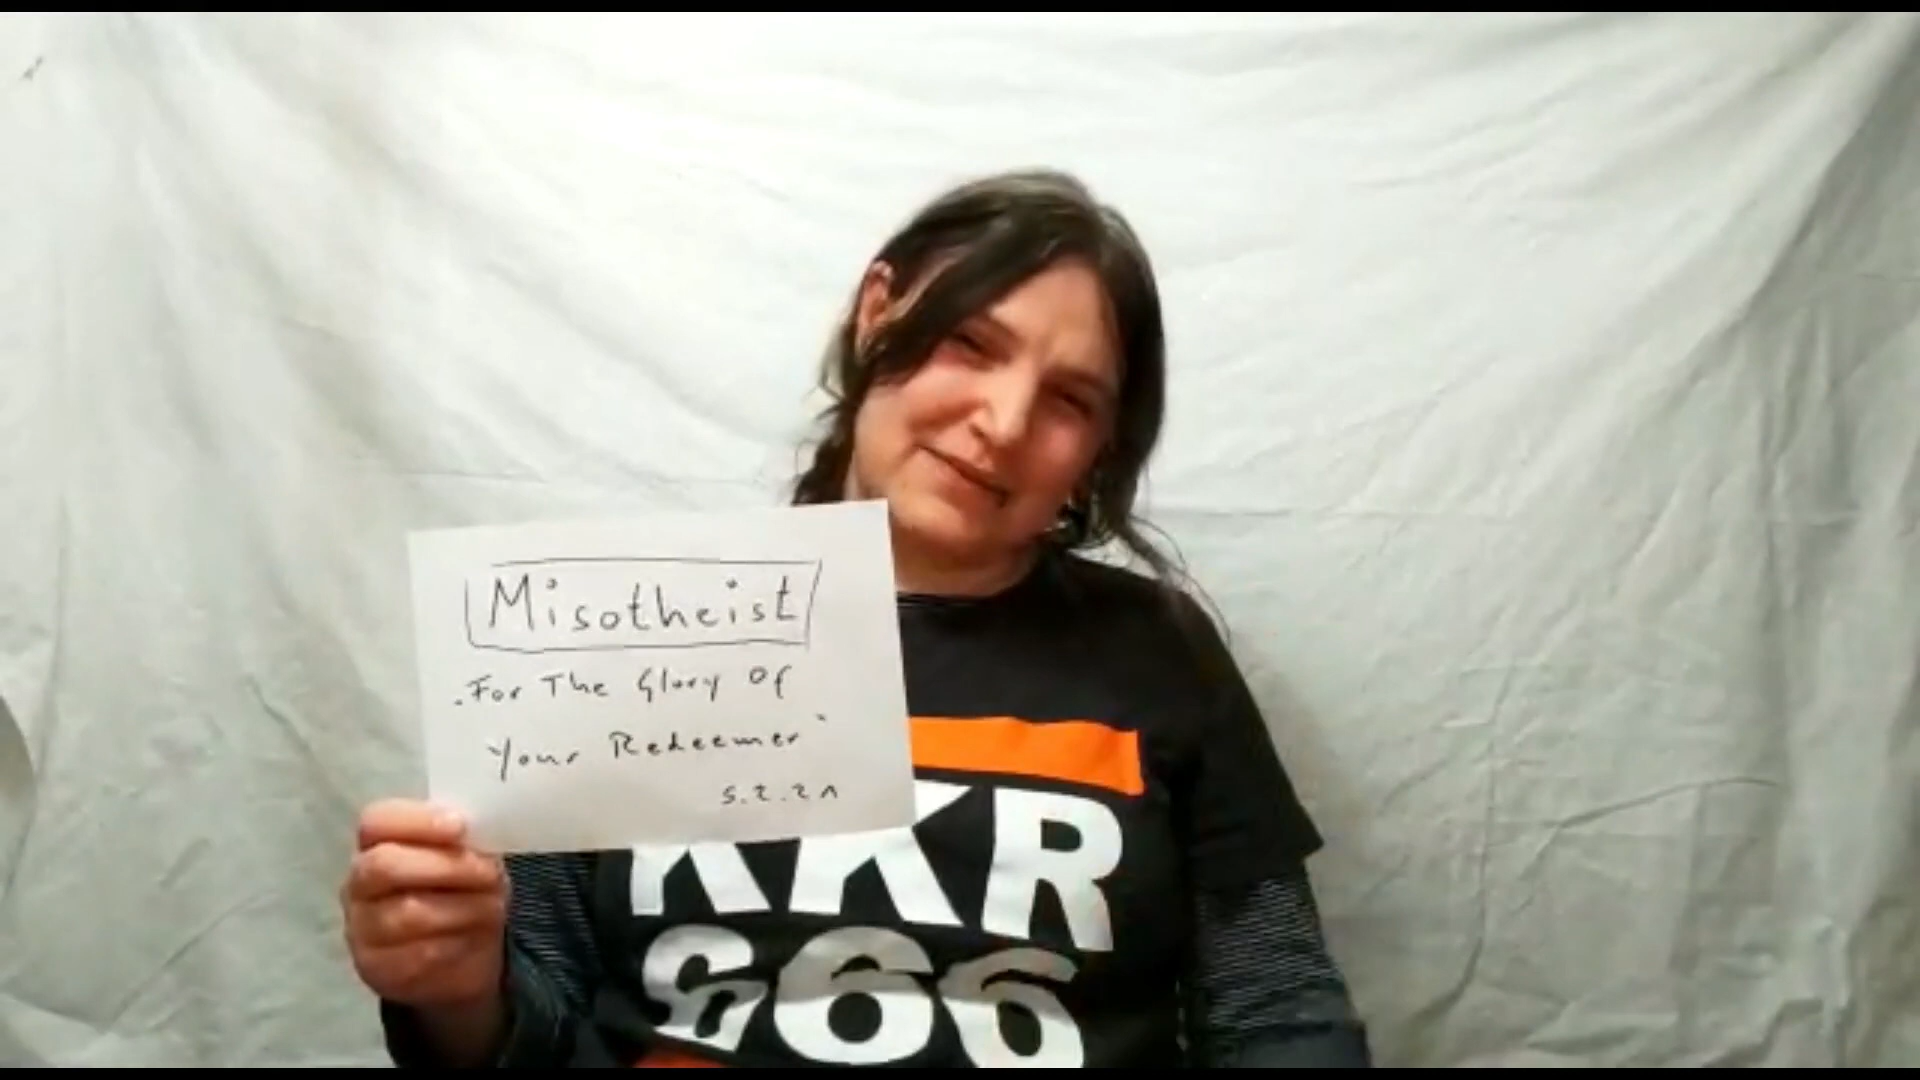 Misotheist
"For The Glory Of
Your Redeemer"
5.2.21
KKR
666